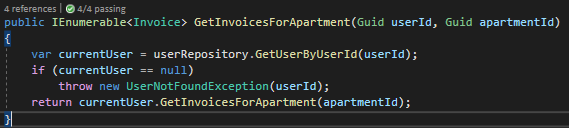 4 references | 4/4 passing
public IEnumerable<Invoice> GetInvoicesForApartment(Guid userId, Guid apartmentId)
{
    var currentUser = userRepository.GetUserByUserId(userId);
    if (currentUser == null)
        throw new UserNotFoundException(userId);
    return currentUser.GetInvoicesForApartment(apartmentId);
}